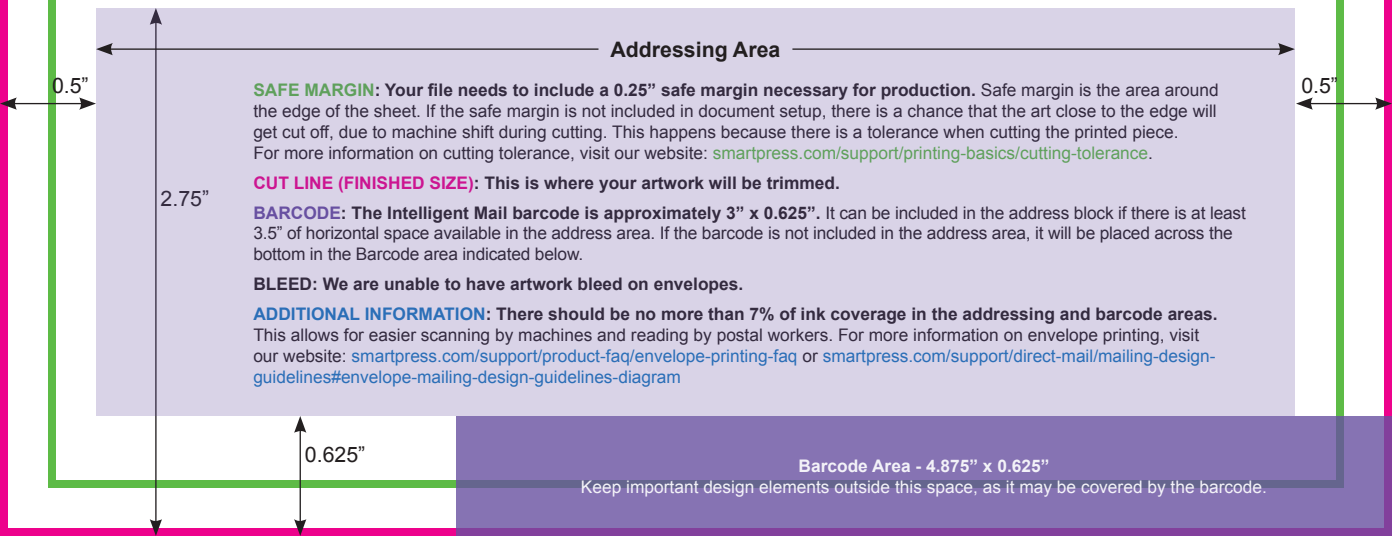 Addressing Area
0.5”
0.5”
SAFE MARGIN: Your file needs to include a 0.25” safe margin necessary for production. Safe margin is the area around
the edge of the sheet. If the safe margin is not included in document setup, there is a chance that the art close to the edge will
get cut off, due to machine shift during cutting. This happens because there is a tolerance when cutting the printed piece.
For more information on cutting tolerance, visit our website: smartpress.com/support/printing-basics/cutting-tolerance.
CUT LINE (FINISHED SIZE): This is where your artwork will be trimmed.
2.75”
BARCODE: The Intelligent Mail barcode is approximately 3” x 0.625”. It can be included in the address block if there is at least
3.5” of horizontal space available in the address area. If the barcode is not included in the address area, it will be placed across the
bottom in the Barcode area indicated below.
BLEED: We are unable to have artwork bleed on envelopes.
ADDITIONAL INFORMATION: There should be no more than 7% of ink coverage in the addressing and barcode areas.
This allows for easier scanning by machines and reading by postal workers. For more information on envelope printing, visit
our website: smartpress.com/support/product-faq/envelope-printing-faq or smartpress.com/support/direct-mail/mailing-design-
guidelines#envelope-mailing-design-guidelines-diagram
0.625”
Barcode Area - 4.875” x 0.625”
Keep important design elements outside this space, as it may be covered by the barcode.